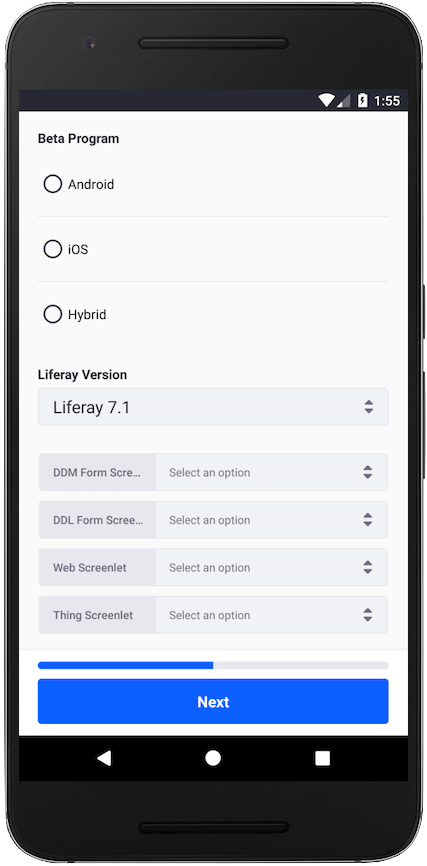 1:55
Beta Program
Android
iOS
Hybrid
Liferay Version
Liferay 7.1
DDM Form Scre... Select an option
DDL Form Scree... Select an option
Web Screenlet Select an option
Thing Screenlet Select an option
Next